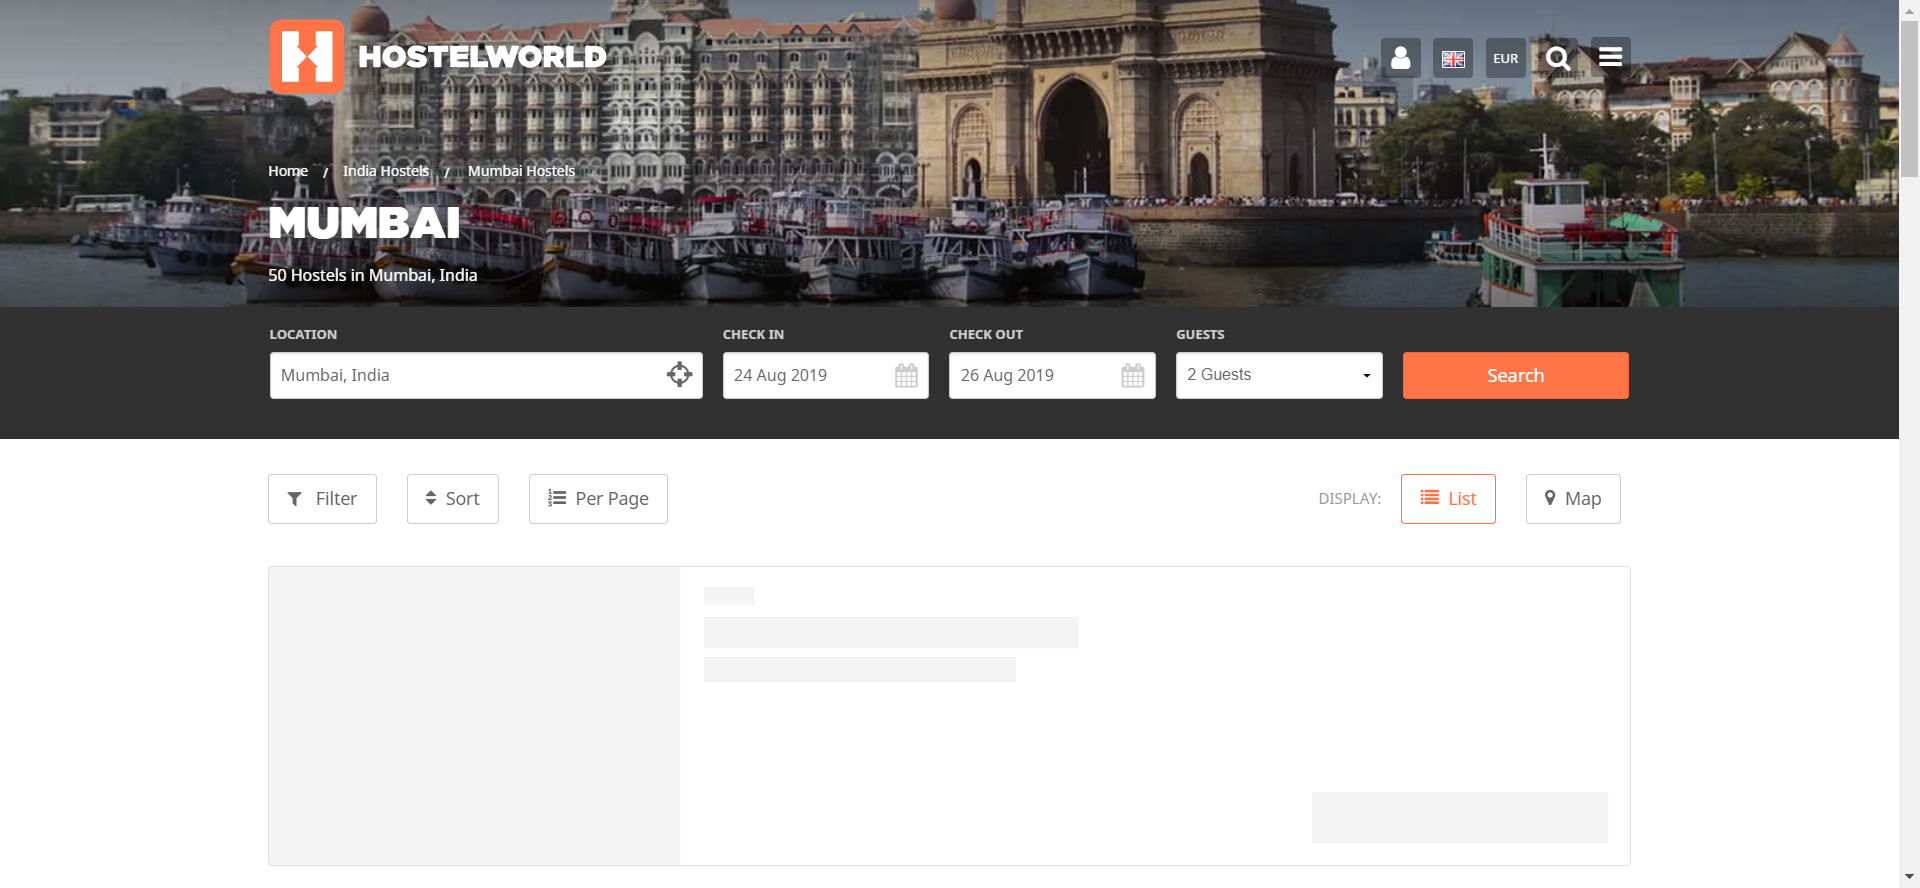 HOSTELWORLD
EUR
Home / India Hostels / Mumbai Hostels
MUMBAI
50 Hostels in Mumbai, India
LOCATION
CHECK IN
CHECK OUT
GUESTS
Mumbai, India
24 Aug 2019
26 Aug 2019
2 Guests
Search
Filter
Sort
Per Page
DISPLAY:
List
Map